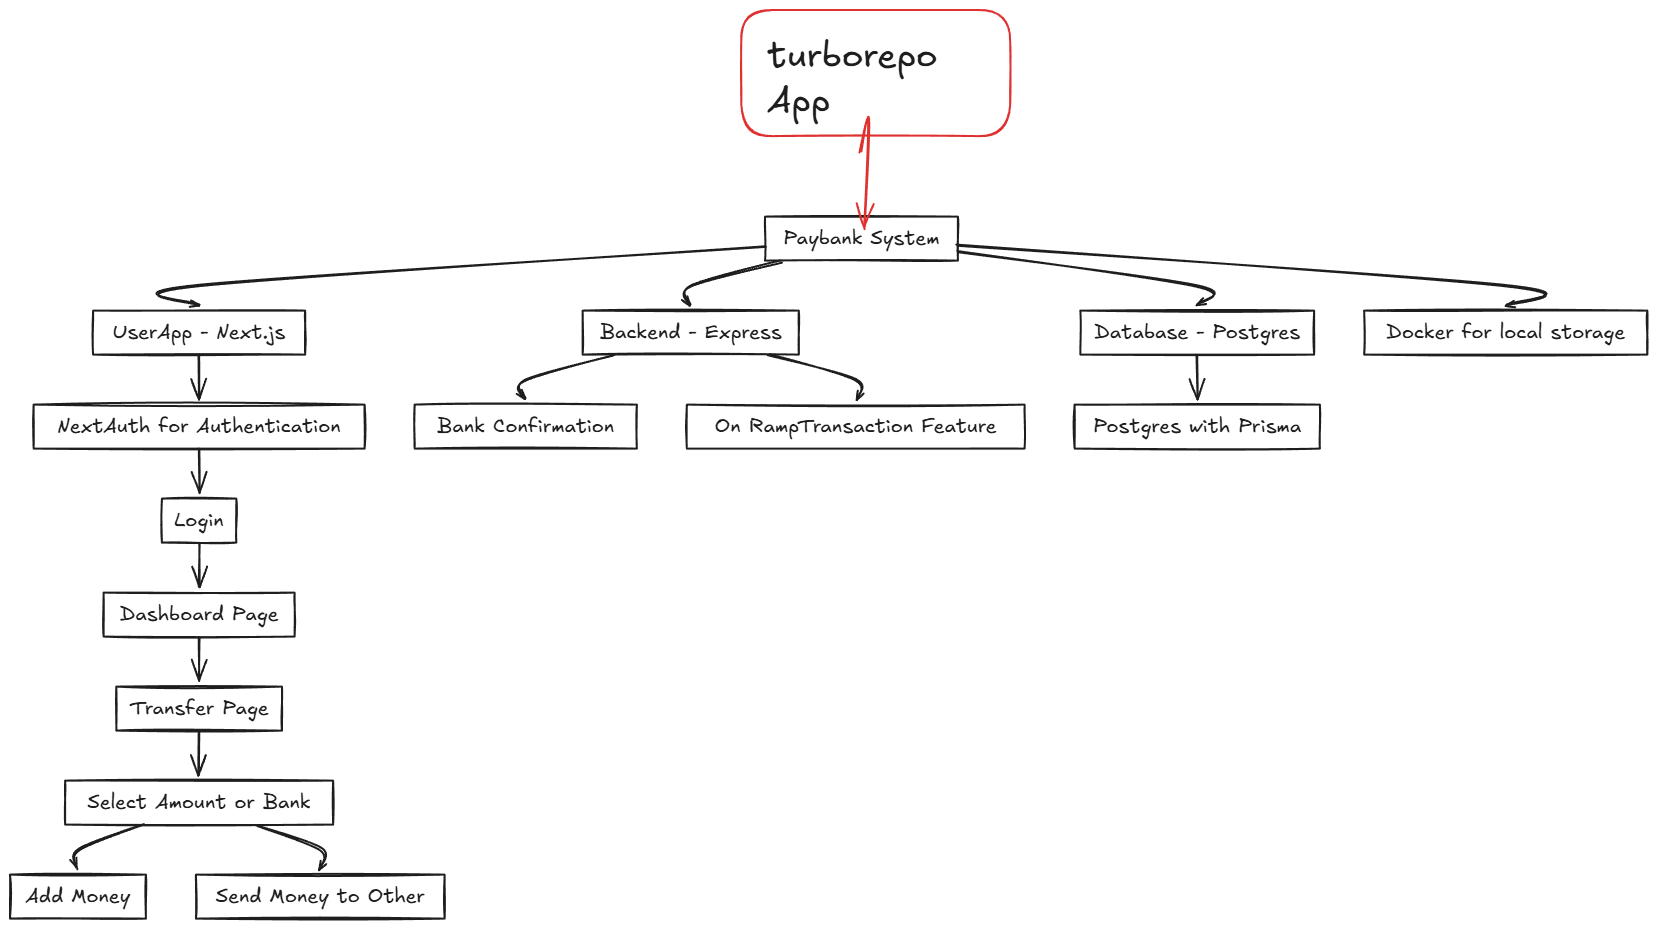 turborepo
App
Paybank System
UserApp - Next.js
Backend - Express
Database - Postgres
Docker for local storage
NextAuth for Authentication
Bank Confirmation
On RampTransaction Feature
Postgres with Prisma
Login
Dashboard Page
Transfer Page
Select Amount or Bank
Add Money
Send Money to Other